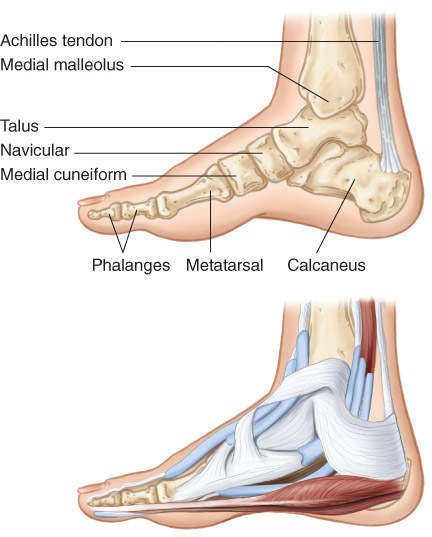 Achilles tendon
Medial malleolus
Talus
Navicular
Medial cuneiform
Phalanges Metatarsal Calcaneus